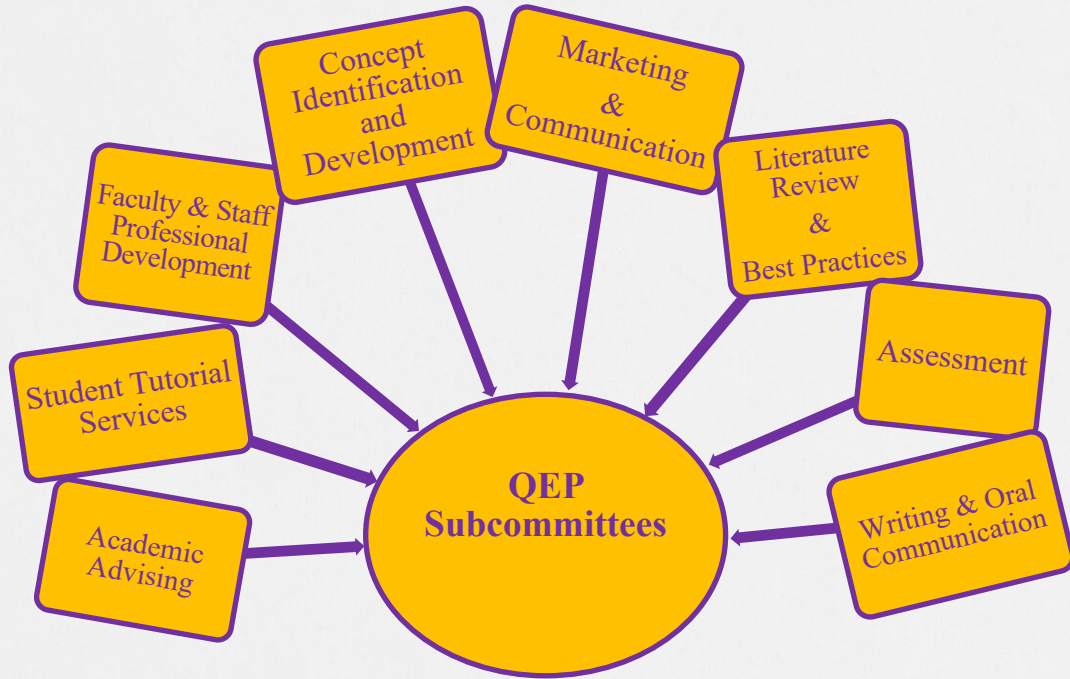 Concept
Identification
and
Development
Marketing
&
Communication
Literature
Review
&
Best Practices
Faculty & Staff
Professional
Development
Assessment
Student Tutorial
Services
Writing & Oral
Communication
Academic
Advising
QEP
Subcommittees